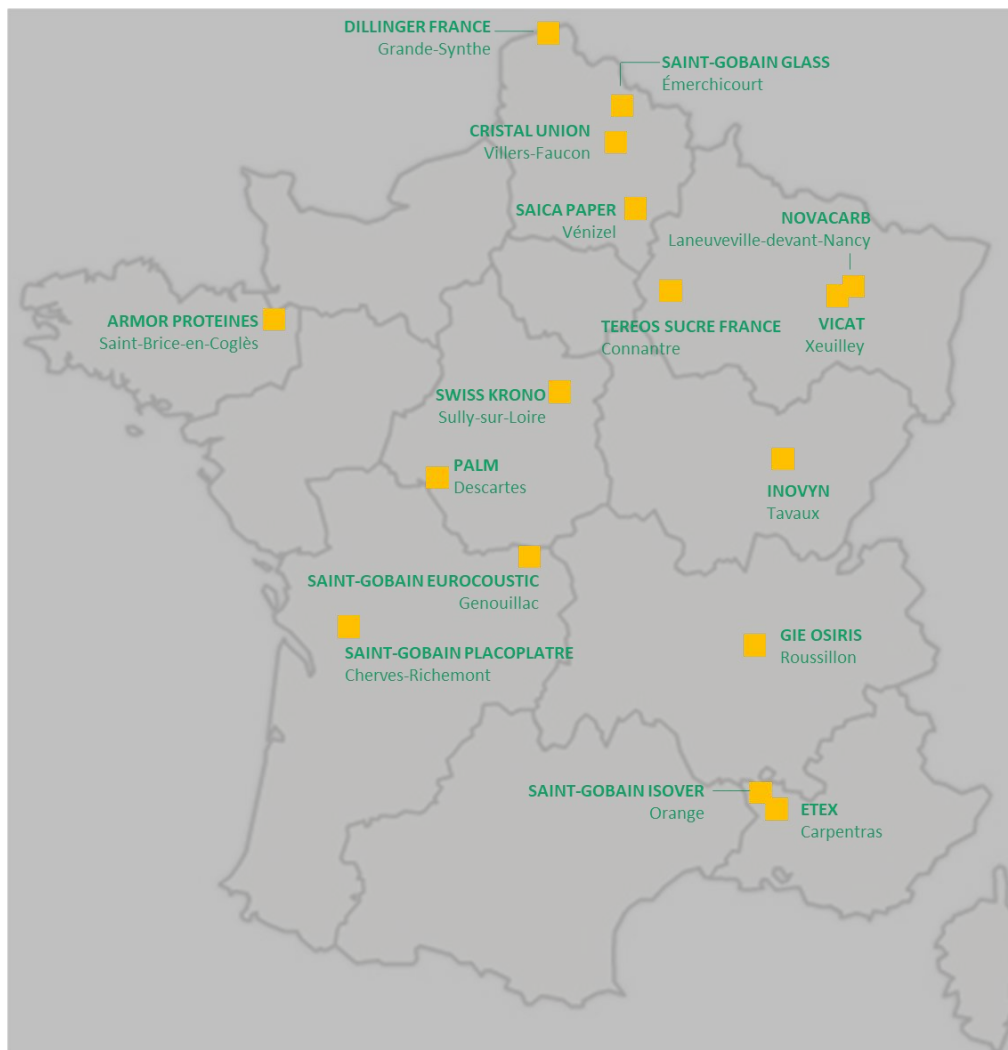 DILLINGER FRANCE
Grande-Synthe
SAINT-GOBAIN GLASS
Émerchicourt
CRISTAL UNION
Villers-Faucon
SAICA PAPER
Vénizel
NOVACARB
Laneuveville-devant-Nancy
ARMOR PROTEINES
Saint-Brice-en-Coglès
TEREOS SUCRE FRANCE
Connantre
VICAT
Xeuilley
SWISS KRONO
Sully-sur-Loire
PALM
Descartes
INOVYN
Tavaux
SAINT-GOBAIN EUROCOUSTIC
Genouillac
GIE OSIRIS
Roussillon
SAINT-GOBAIN PLACOPLATRE
Cherves-Richemont
SAINT-GOBAIN ISOVER
Orange
ETEX
Carpentras